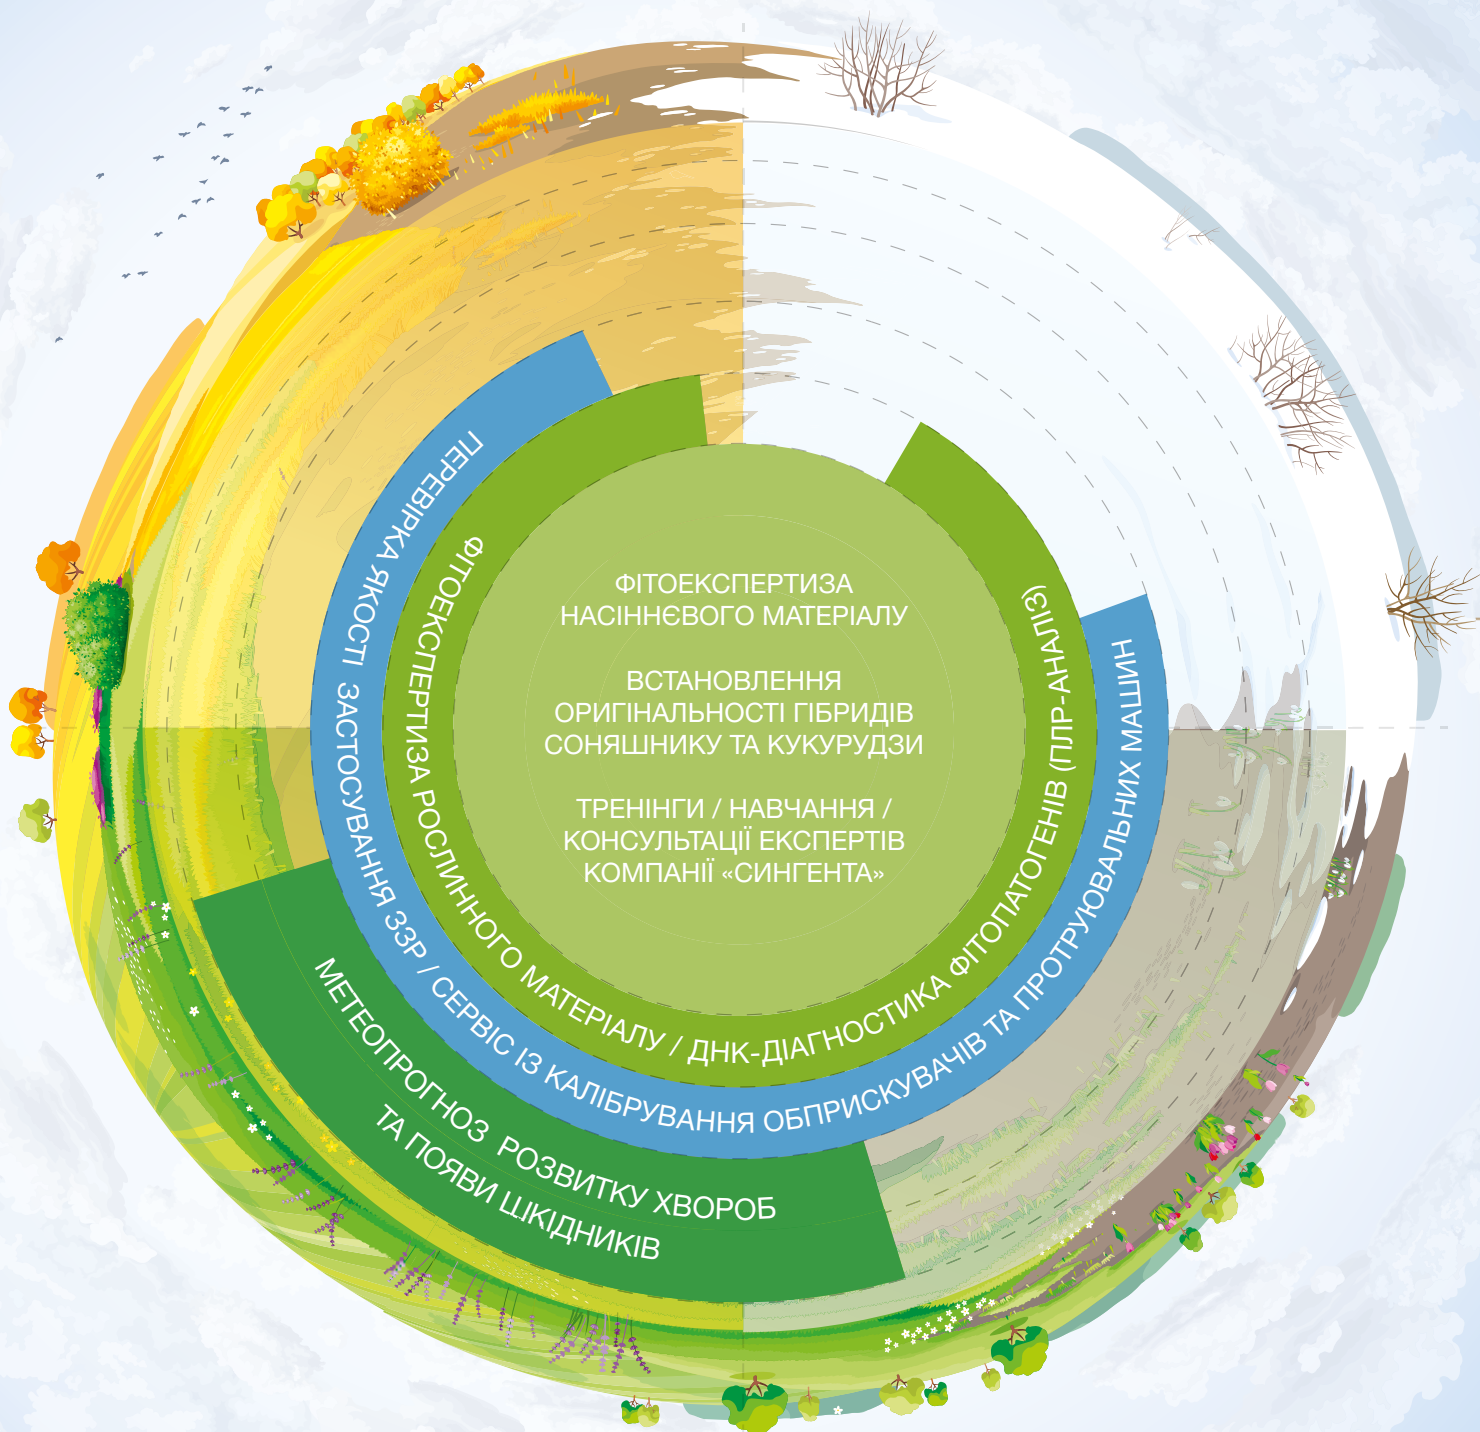 ФІТОЕКСПЕРТИЗА
НАСІННЄВОГО МАТЕРІАЛУ
ВСТАНОВЛЕННЯ
ОРИГІНАЛЬНОСТІ ГІБРИДІВ
СОНЯШНИКУ ТА КУКУРУДЗИ
ТРЕНІНГИ / НАВЧАННЯ /
КОНСУЛЬТАЦІЇ ЕКСПЕРТІВ
КОМПАНІЇ «СИНГЕНТА»
ФІТОЕКСПЕРТИЗА РОСЛИННОГО МАТЕРІАЛУ / ДНК-ДІАГНОСТИКА ФІТОПАТОГЕНІВ (ПЛР-АНАЛІЗ)
ПЕРЕВІРКА ЯКОСТІ ЗАСТОСУВАННЯ ЗЗР / СЕРВІС ІЗ КАЛІБРУВАННЯ ОБПРИСКУВАЧІВ ТА ПРОТРУЮВАЛЬНИХ МАШИН
МЕТЕОПРОГНОЗ РОЗВИТКУ ХВОРОБ
ТА ПОЯВИ ШКІДНИКІВ